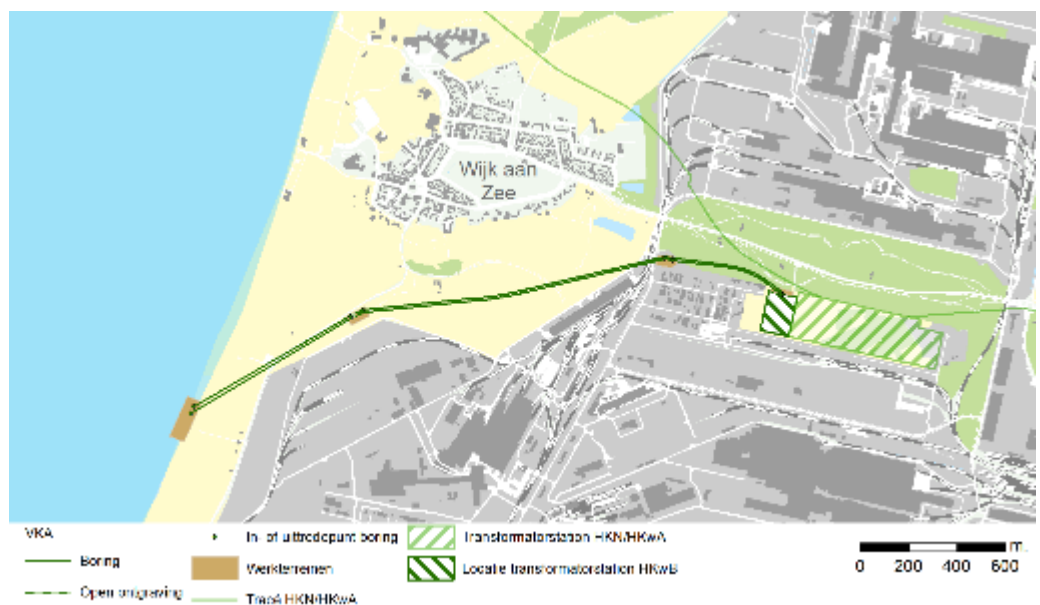 Wijk aan
Zee
VKA
Boring
Open ontgraving
In- of uittredepunt boring
Werkterreinen
Tracé HKN/HKwA
Transformatorstation HKN/HKwA
Locatie transformatorstation HKwB
m.
0 200 400 600